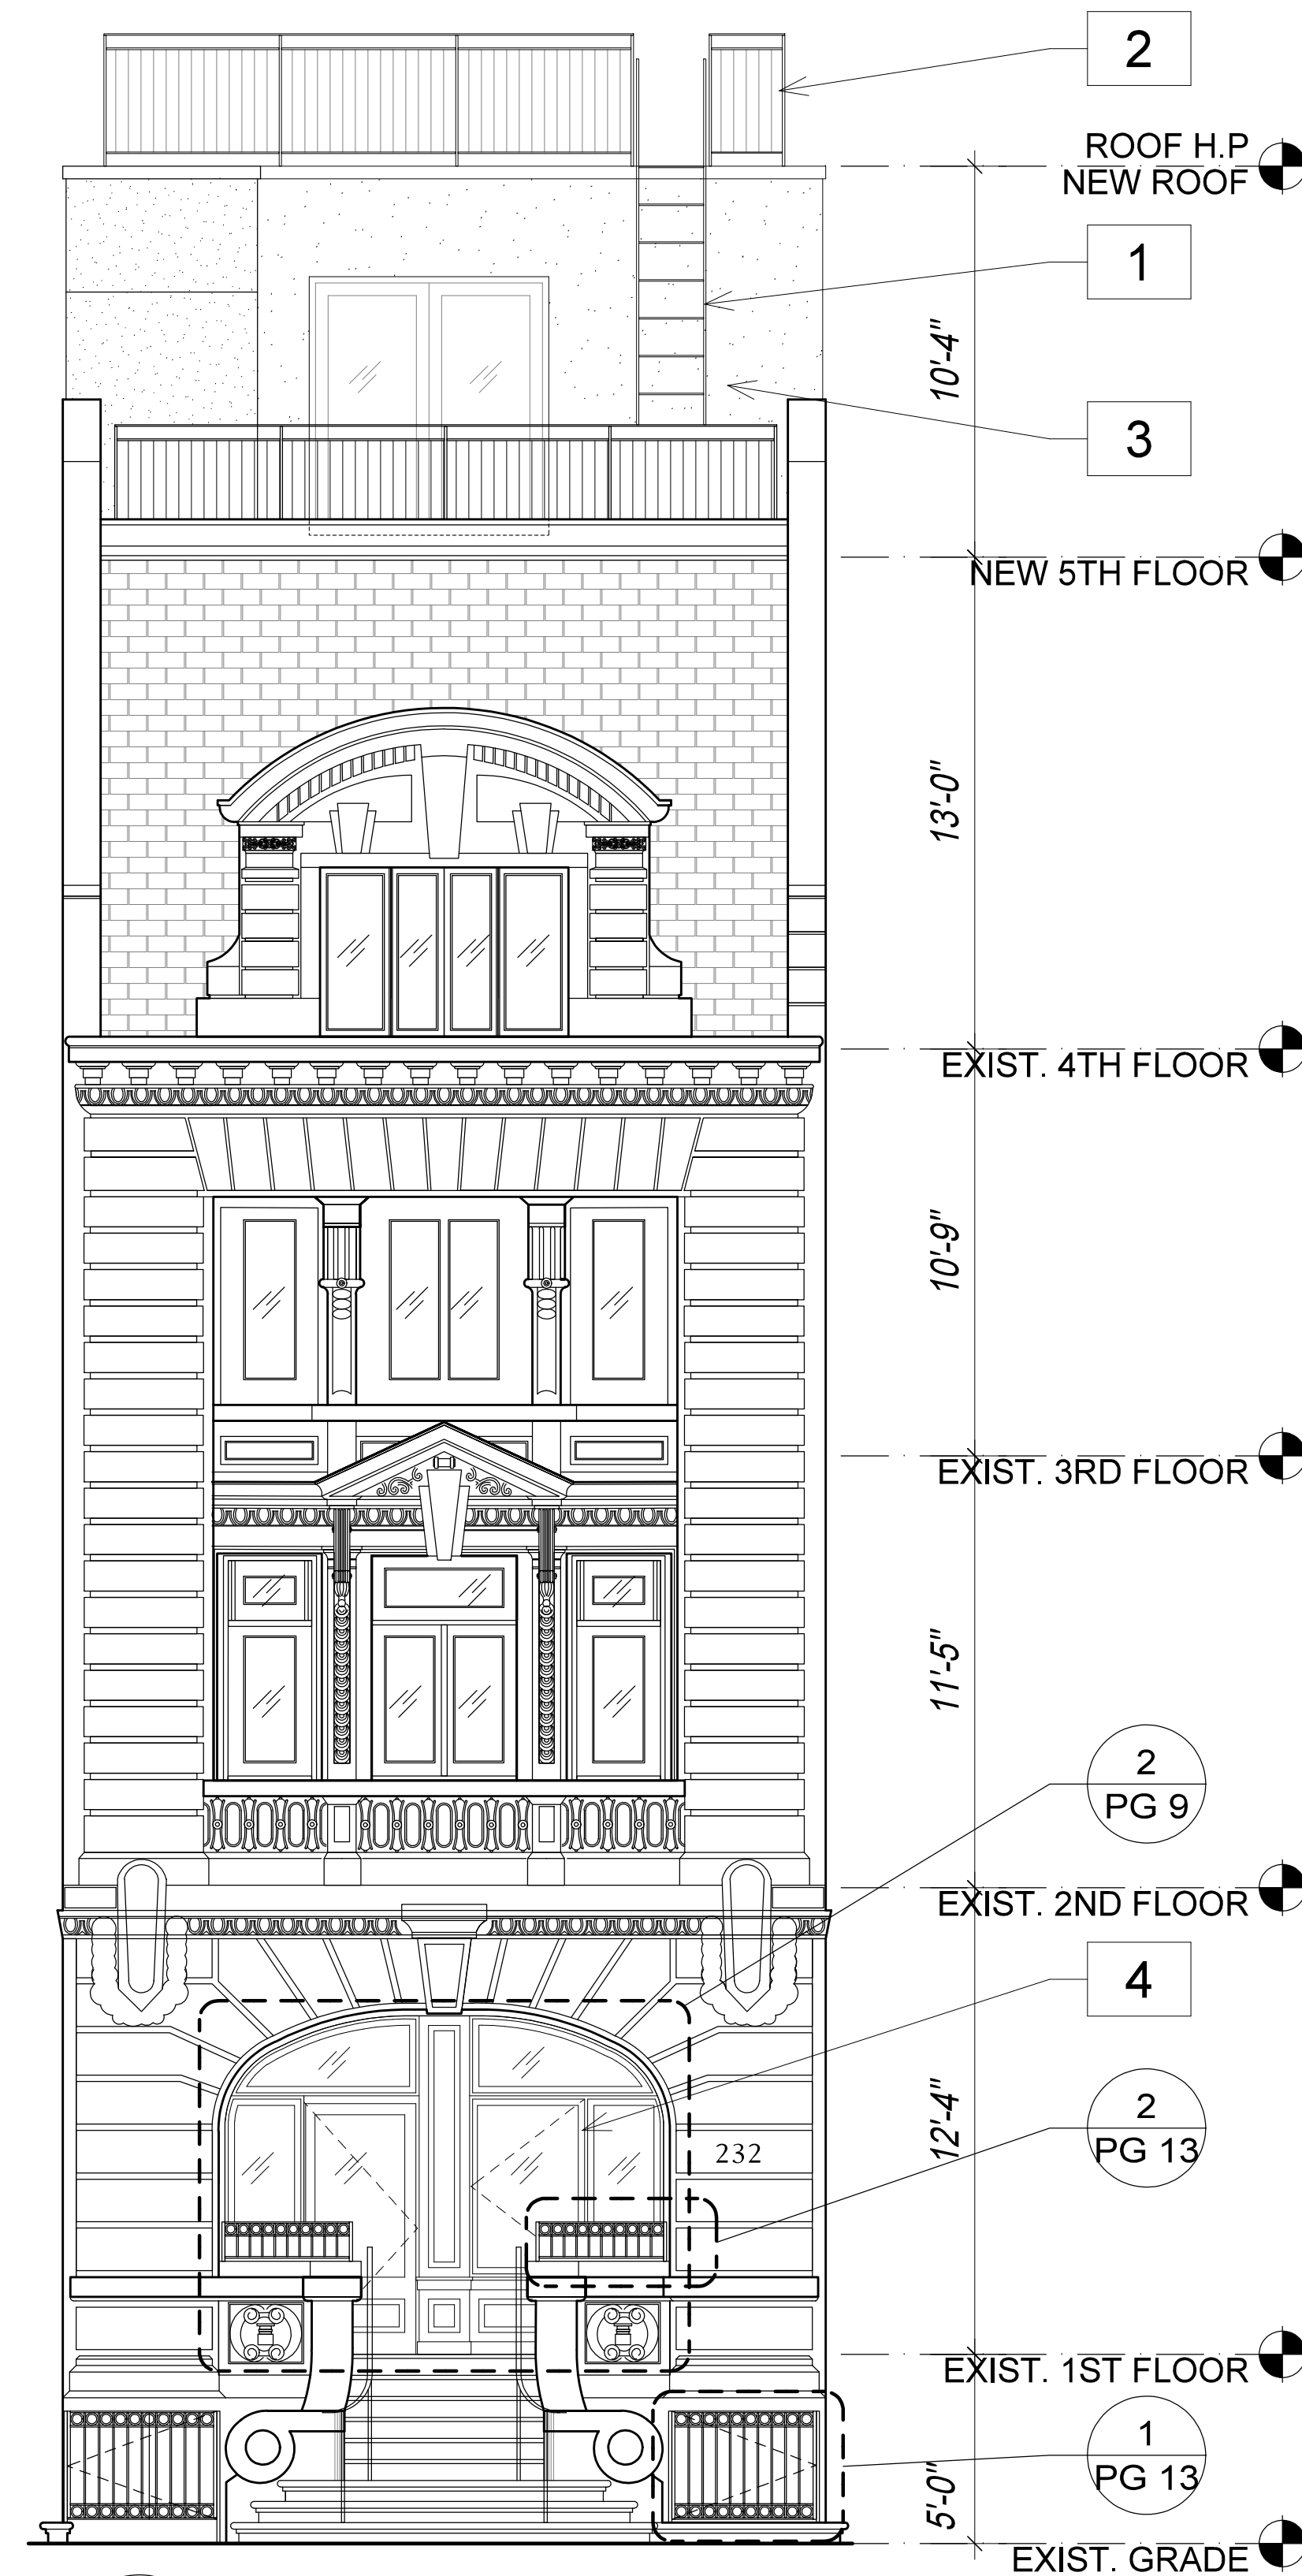 2
ROOF H.P
NEW ROOF
1
10'-4"
3
NEW 5TH FLOOR
13'-0"
EXIST. 4TH FLOOR
10'-9"
EXIST. 3RD FLOOR
11'-5"
2
PG 9
EXIST. 2ND FLOOR
4
12'-4"
2
PG 13
232
EXIST. 1ST FLOOR
1
PG 13
5'-0"
EXIST. GRADE